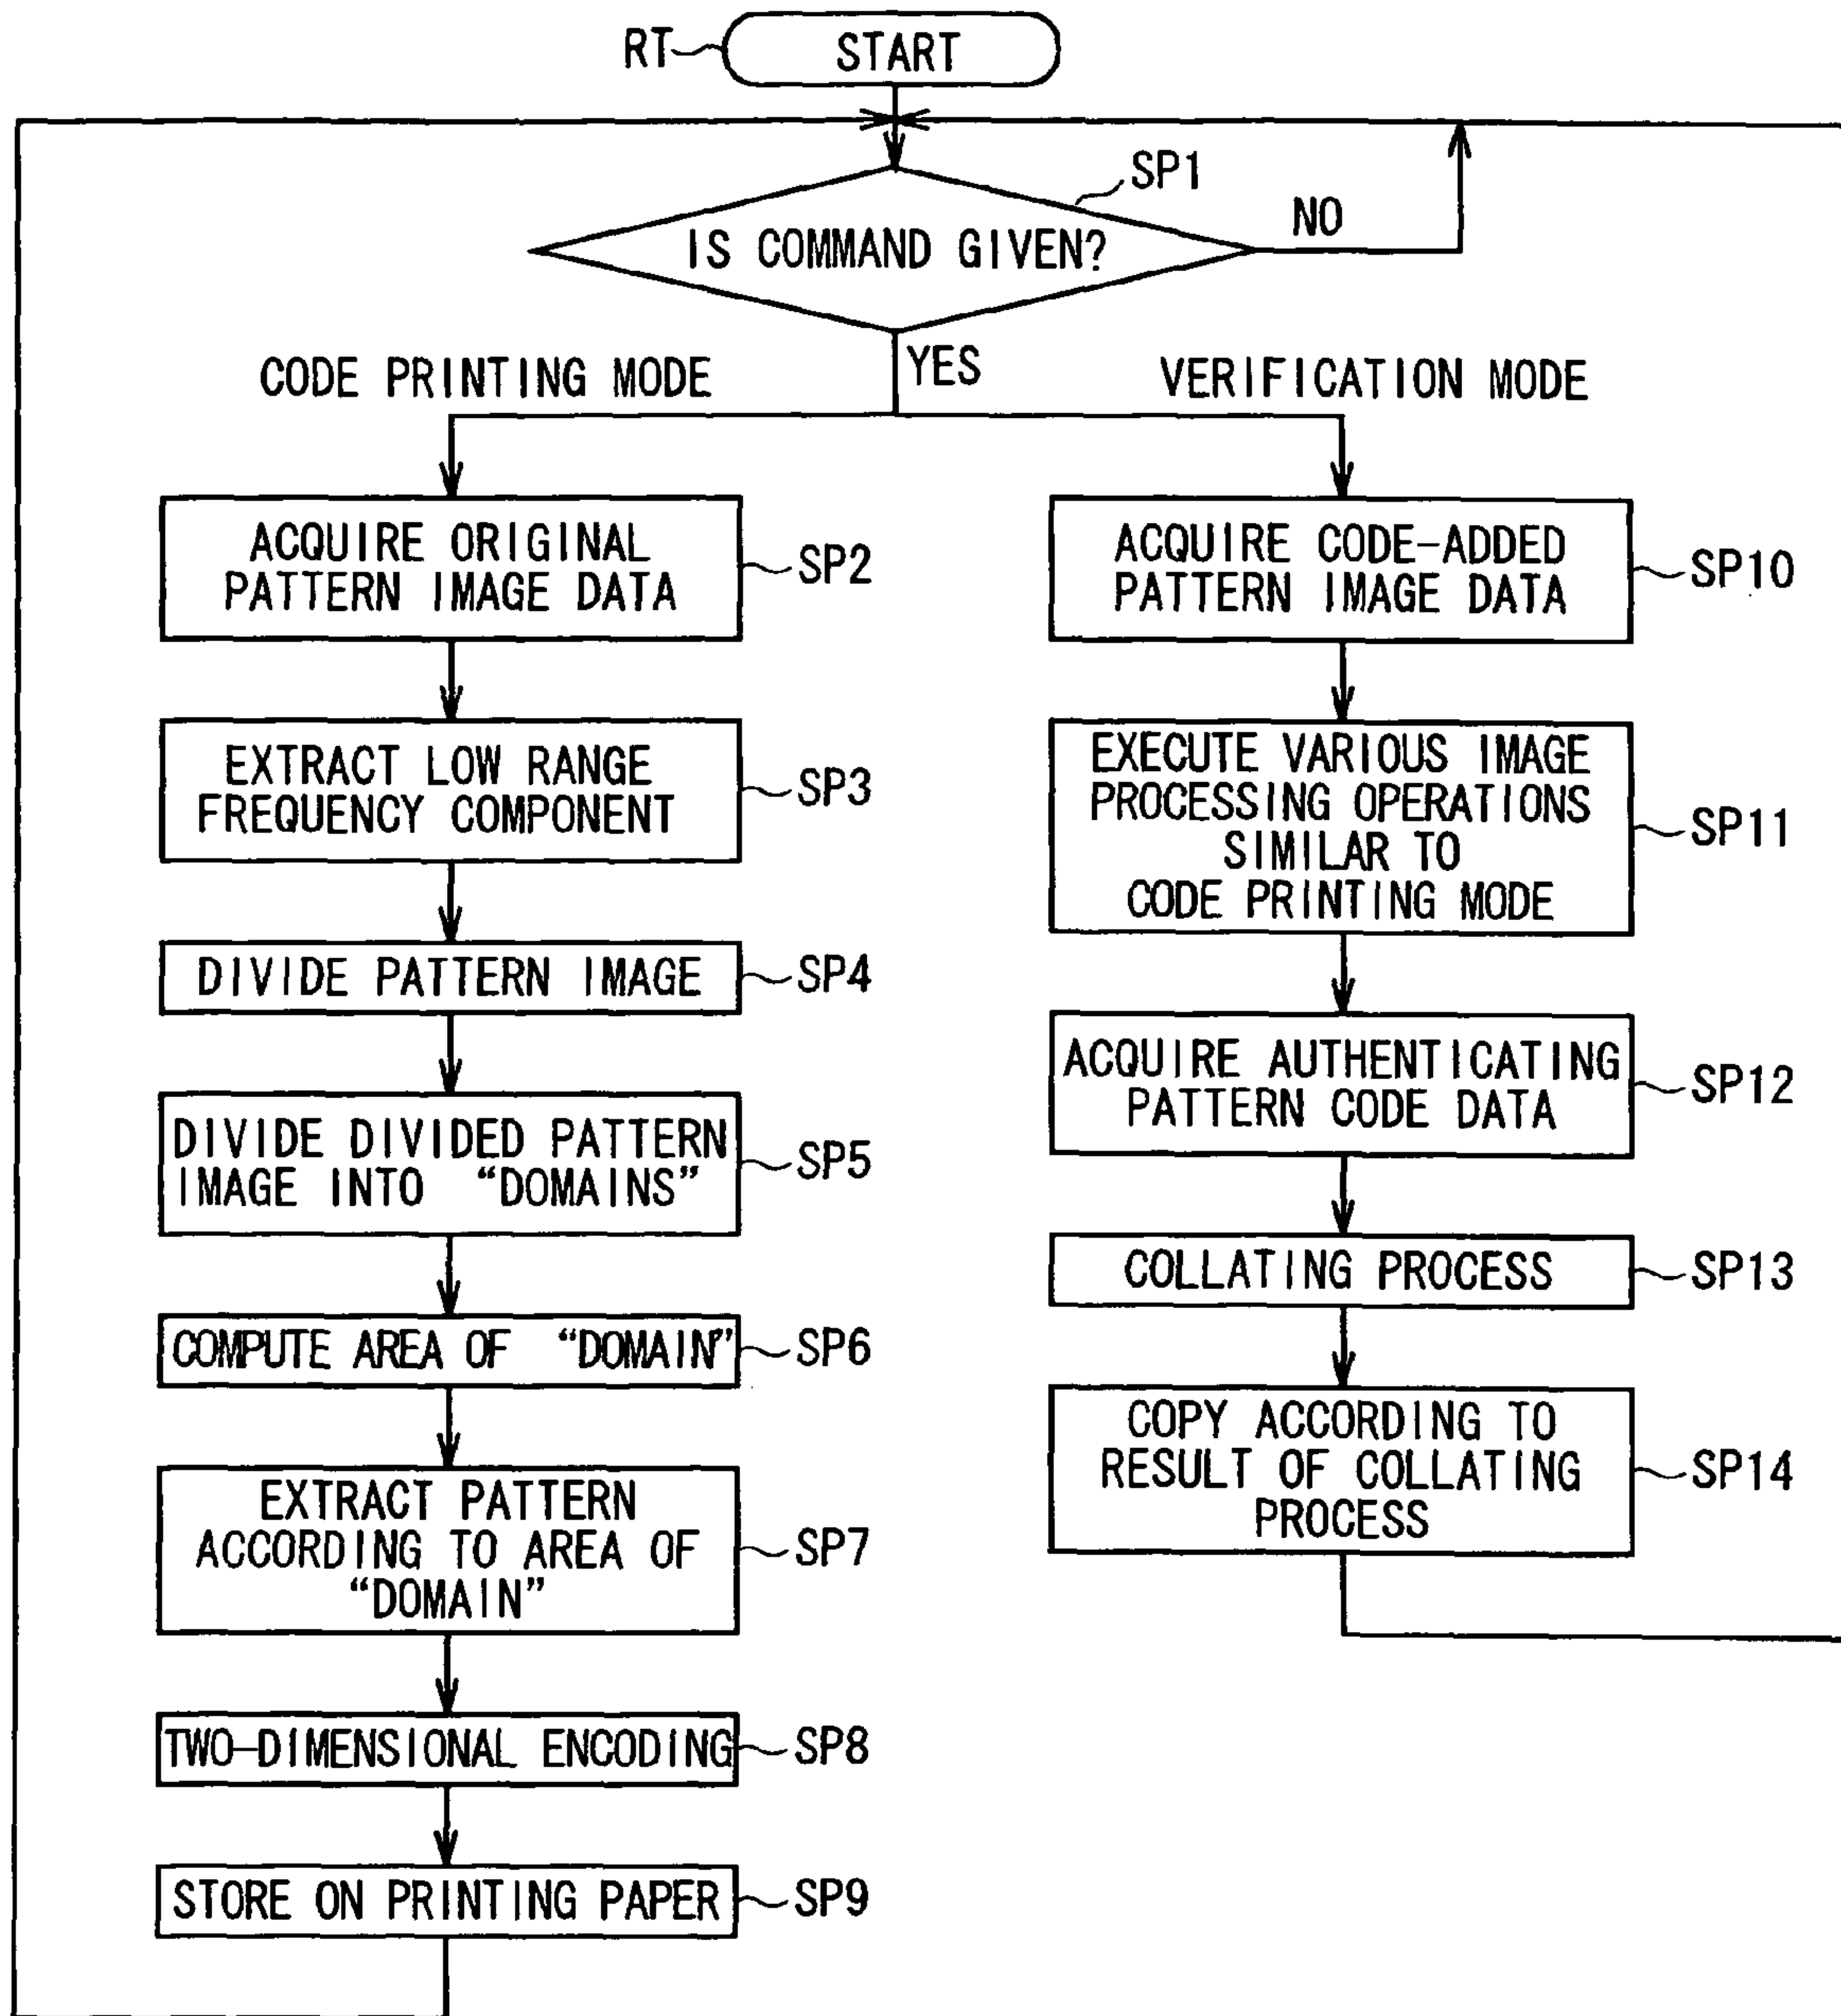 RT
START
SP1
IS COMMAND GIVEN?
NO
YES
CODE PRINTING MODE
VERIFICATION MODE
ACQUIRE ORIGINAL
PATTERN IMAGE DATA
SP2
EXTRACT LOW RANGE
FREQUENCY COMPONENT
SP3
DIVIDE PATTERN IMAGE
SP4
DIVIDE DIVIDED PATTERN
IMAGE INTO “DOMAINS”
SP5
COMPUTE AREA OF “DOMAIN”
SP6
EXTRACT PATTERN
ACCORDING TO AREA OF
“DOMAIN”
SP7
TWO-DIMENSIONAL ENCODING
SP8
STORE ON PRINTING PAPER
SP9
ACQUIRE CODE-ADDED
PATTERN IMAGE DATA
SP10
EXECUTE VARIOUS IMAGE
PROCESSING OPERATIONS
SIMILAR TO
CODE PRINTING MODE
SP11
ACQUIRE AUTHENTICATING
PATTERN CODE DATA
SP12
COLLATING PROCESS
SP13
COPY ACCORDING TO
RESULT OF COLLATING
PROCESS
SP14